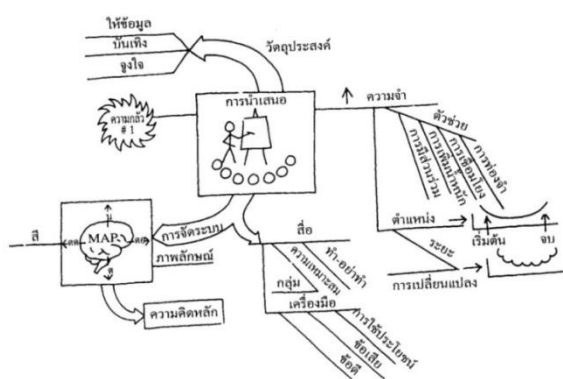 ให้ข้อมูล
บันเทิง
จูงใจ
วัตถุประสงค์
ความกลัว
# 1
การนำเสนอ
ความจำ
ตัวช่วย
การท่องจำ
การเชื่อมโยง
การเพิ่มน้ำหนัก
การมีส่วนร่วม
ตำแหน่ง
เริ่มต้น
จบ
ระยะ
การเปลี่ยนแปลง
สี
MAP
การจัดระบบ
ภาพลักษณ์
ความคิดหลัก
สื่อ
ทำ-อย่าทำ
ความเหมาะสม
กลุ่ม
เครื่องมือ
การใช้ประโยชน์
ข้อเสีย
ข้อดี